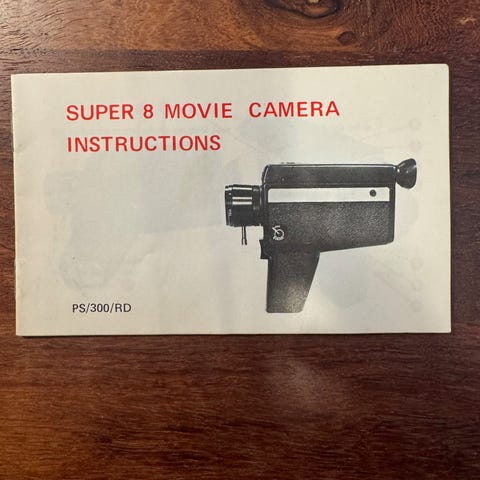 SUPER 8 MOVIE CAMERA
INSTRUCTIONS
PS/300/RD